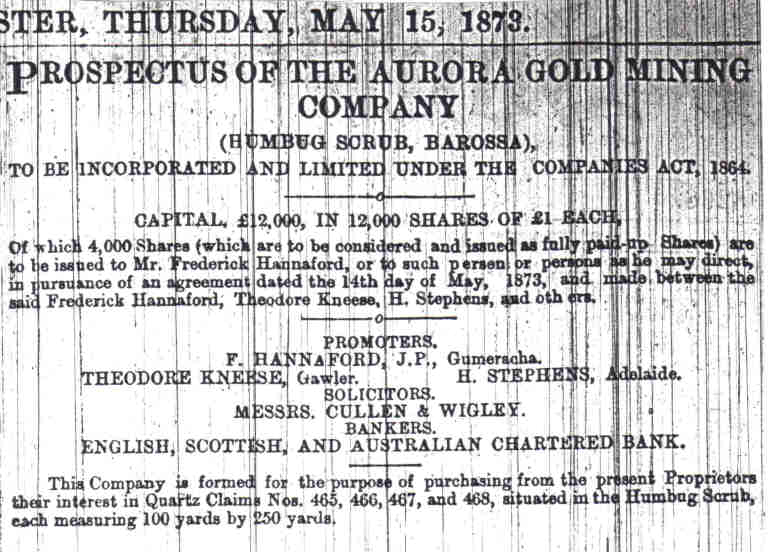 STER, THURSDAY, MAY 15, 1873.
PROSPECTUS OF THE AURORA GOLD MINING
COMPANY
(HUMBUG SCRUB, BAROSSA),
TO BE INCORPORATED AND LIMITED UNDER THE COMPANIES ACT, 1864.
CAPITAL, £12,000, IN 12,000 SHARES OF £1 EACH,
Of which 4,000 Shares (which are to be considered and issued as fully paid-up Shares) are
to be issued to Mr. Frederick Hannaford, or to such person or persons as he may direct,
in pursuance of an agreement dated the 14th day of May, 1873, and made between the
said Frederick Hannaford, Theodore Kneese, H. Stephens, and others.
PROMOTERS.
F. HANNAFORD, J.P., Gumeracha.
THEODORE KNEESE, Gawler. H. STEPHENS, Adelaide.
SOLICITORS.
MESSRS. CULLEN & WIGLEY.
BANKERS.
ENGLISH, SCOTTISH, AND AUSTRALIAN CHARTERED BANK.
This Company is formed for the purpose of purchasing from the present Proprietors
their interest in Quartz Claims Nos. 465, 466, 467, and 468, situated in the Humbug Scrub,
each measuring 100 yards by 250 yards.